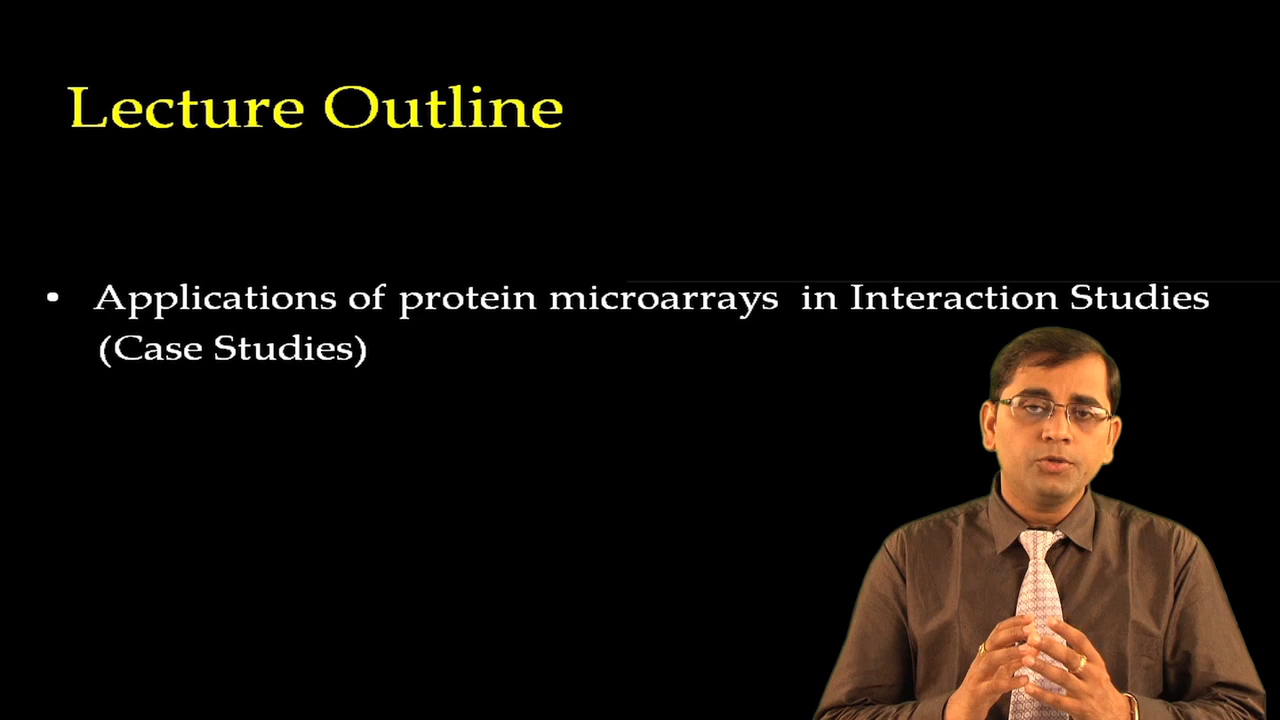 Lecture Outline
• Applications of protein microarrays in Interaction Studies
(Case Studies)